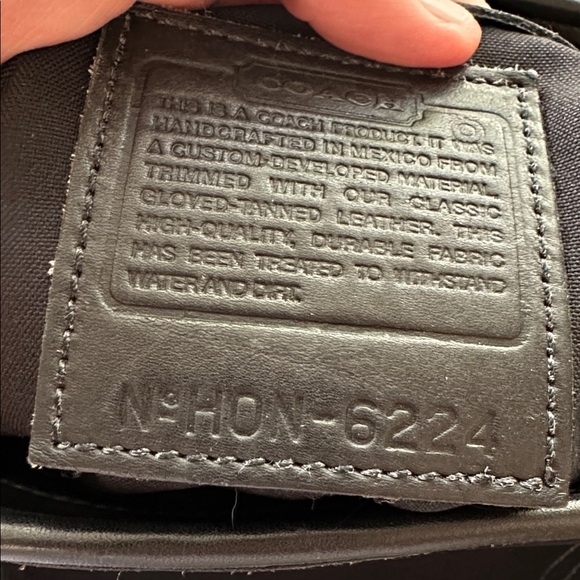 COACH
THIS IS A COACH PRODUCT. IT WAS
HANDCRAFTED IN MEXICO FROM
A CUSTOM-DEVELOPED MATERIAL
TRIMMED WITH OUR CLASSIC
GLOVED-TANNED LEATHER. THIS
HIGH-QUALITY, DURABLE FABRIC
HAS BEEN TREATED TO WITHSTAND
WATER AND DIRT.
Nº HON-6224